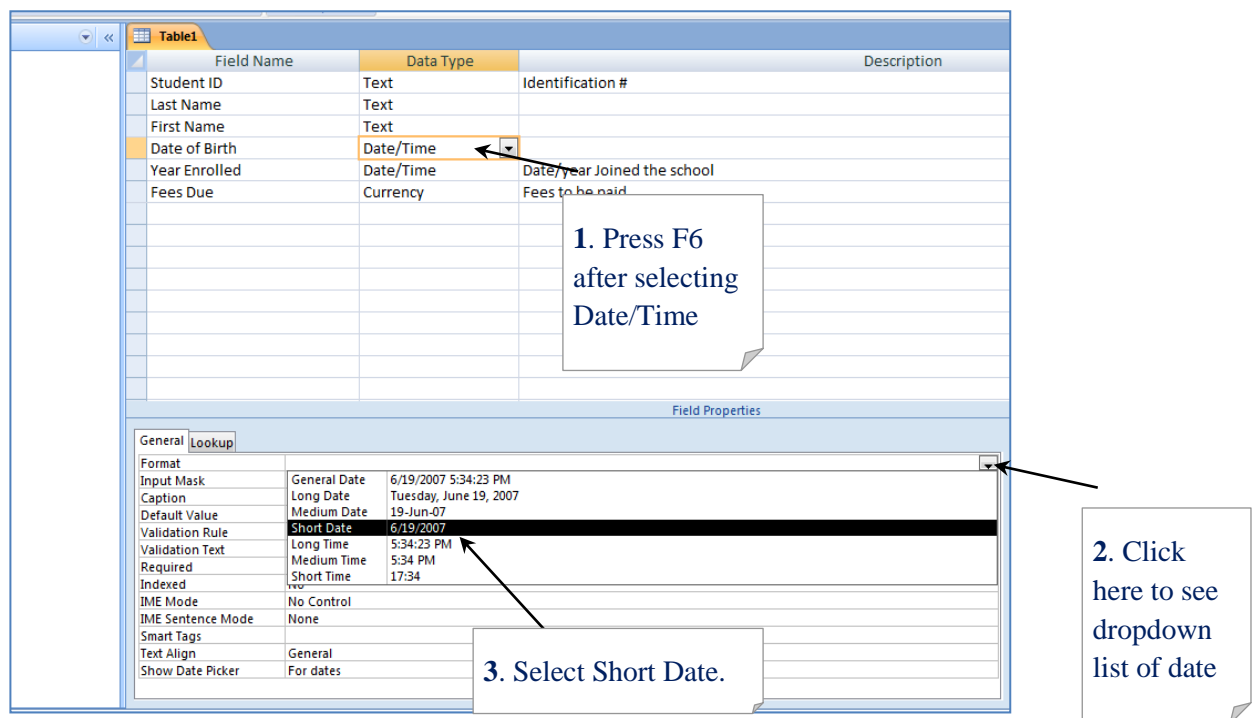 Table1
Field Name Data Type Description
Student ID Text Identification #
Last Name Text
First Name Text
Date of Birth Date/Time
Year Enrolled Date/Time Date/year Joined the school
Fees Due Currency Fees to be paid
1. Press F6
after selecting
Date/Time
Field Properties
General Lookup
Format
Input Mask
Caption
Default Value
Validation Rule
Validation Text
Required
Indexed No
General Date 6/19/2007 5:34:23 PM
Long Date Tuesday, June 19, 2007
Medium Date 19-Jun-07
Short Date 6/19/2007
Long Time 5:34:23 PM
Medium Time 5:34 PM
Short Time 17:34
IME Mode No Control
IME Sentence Mode None
Smart Tags
Text Align General
Show Date Picker For dates
2. Click
here to see
dropdown
list of date
3. Select Short Date.